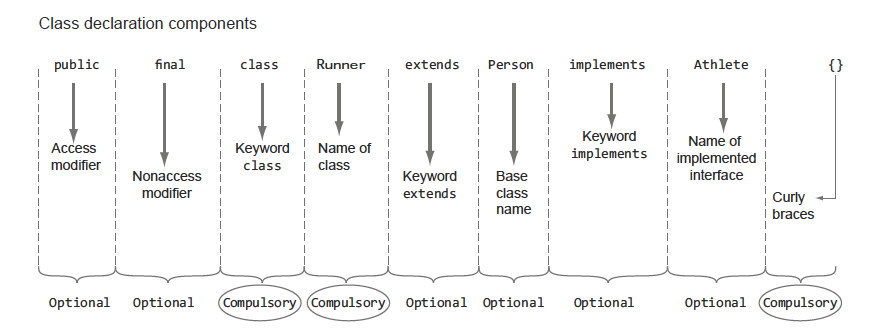 Class declaration components
public final class Runner extends Person implements Athlete {}
Access
modifier
Nonaccess
modifier
Keyword
class
Name of
class
Keyword
extends
Base
class
name
Keyword
implements
Name of
implemented
interface
Curly
braces
Optional Optional Compulsory Compulsory Optional Optional Optional Optional Compulsory